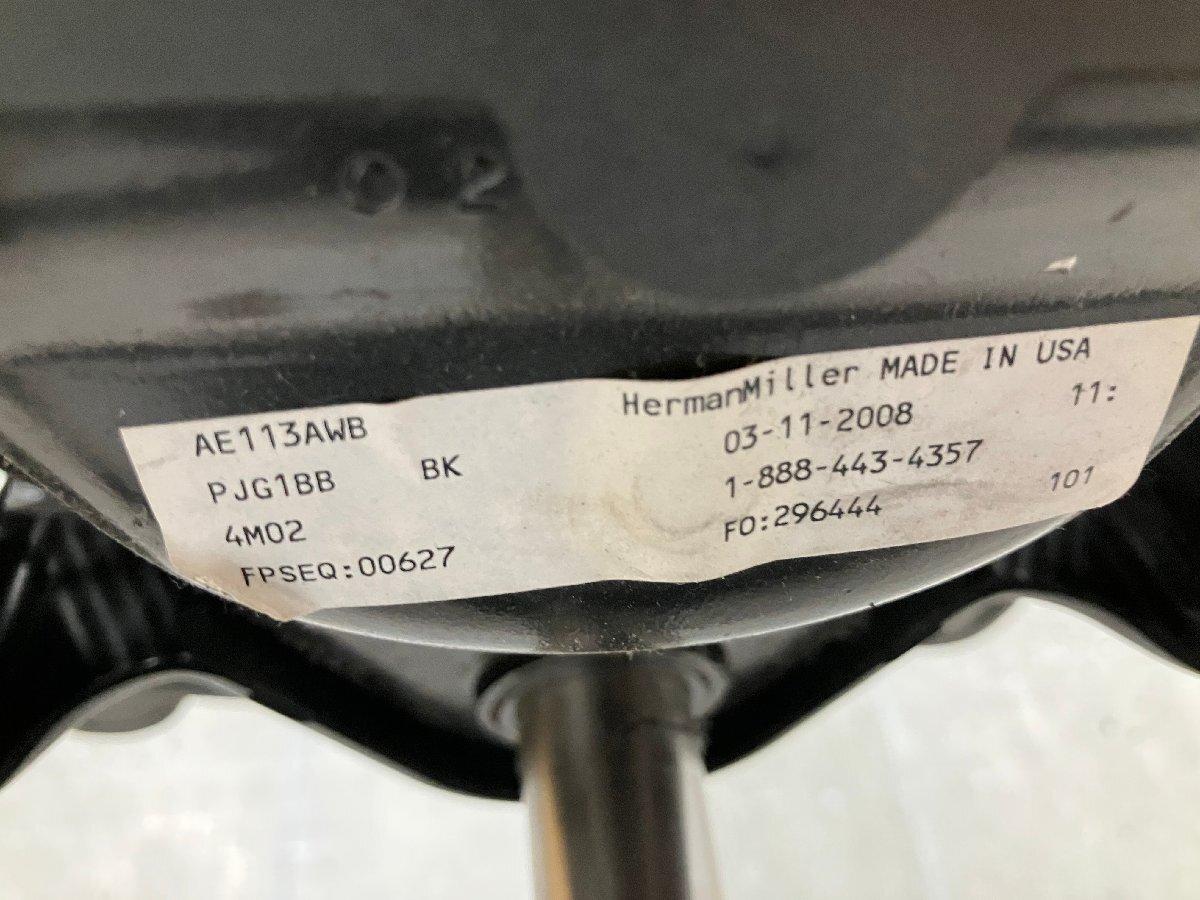 02
AE113AWB
PJG1BB BK
4M02
FPSEQ:00627
HermanMiller MADE IN USA
03-11-2008 11:
1-888-443-4357
FO:296444 101